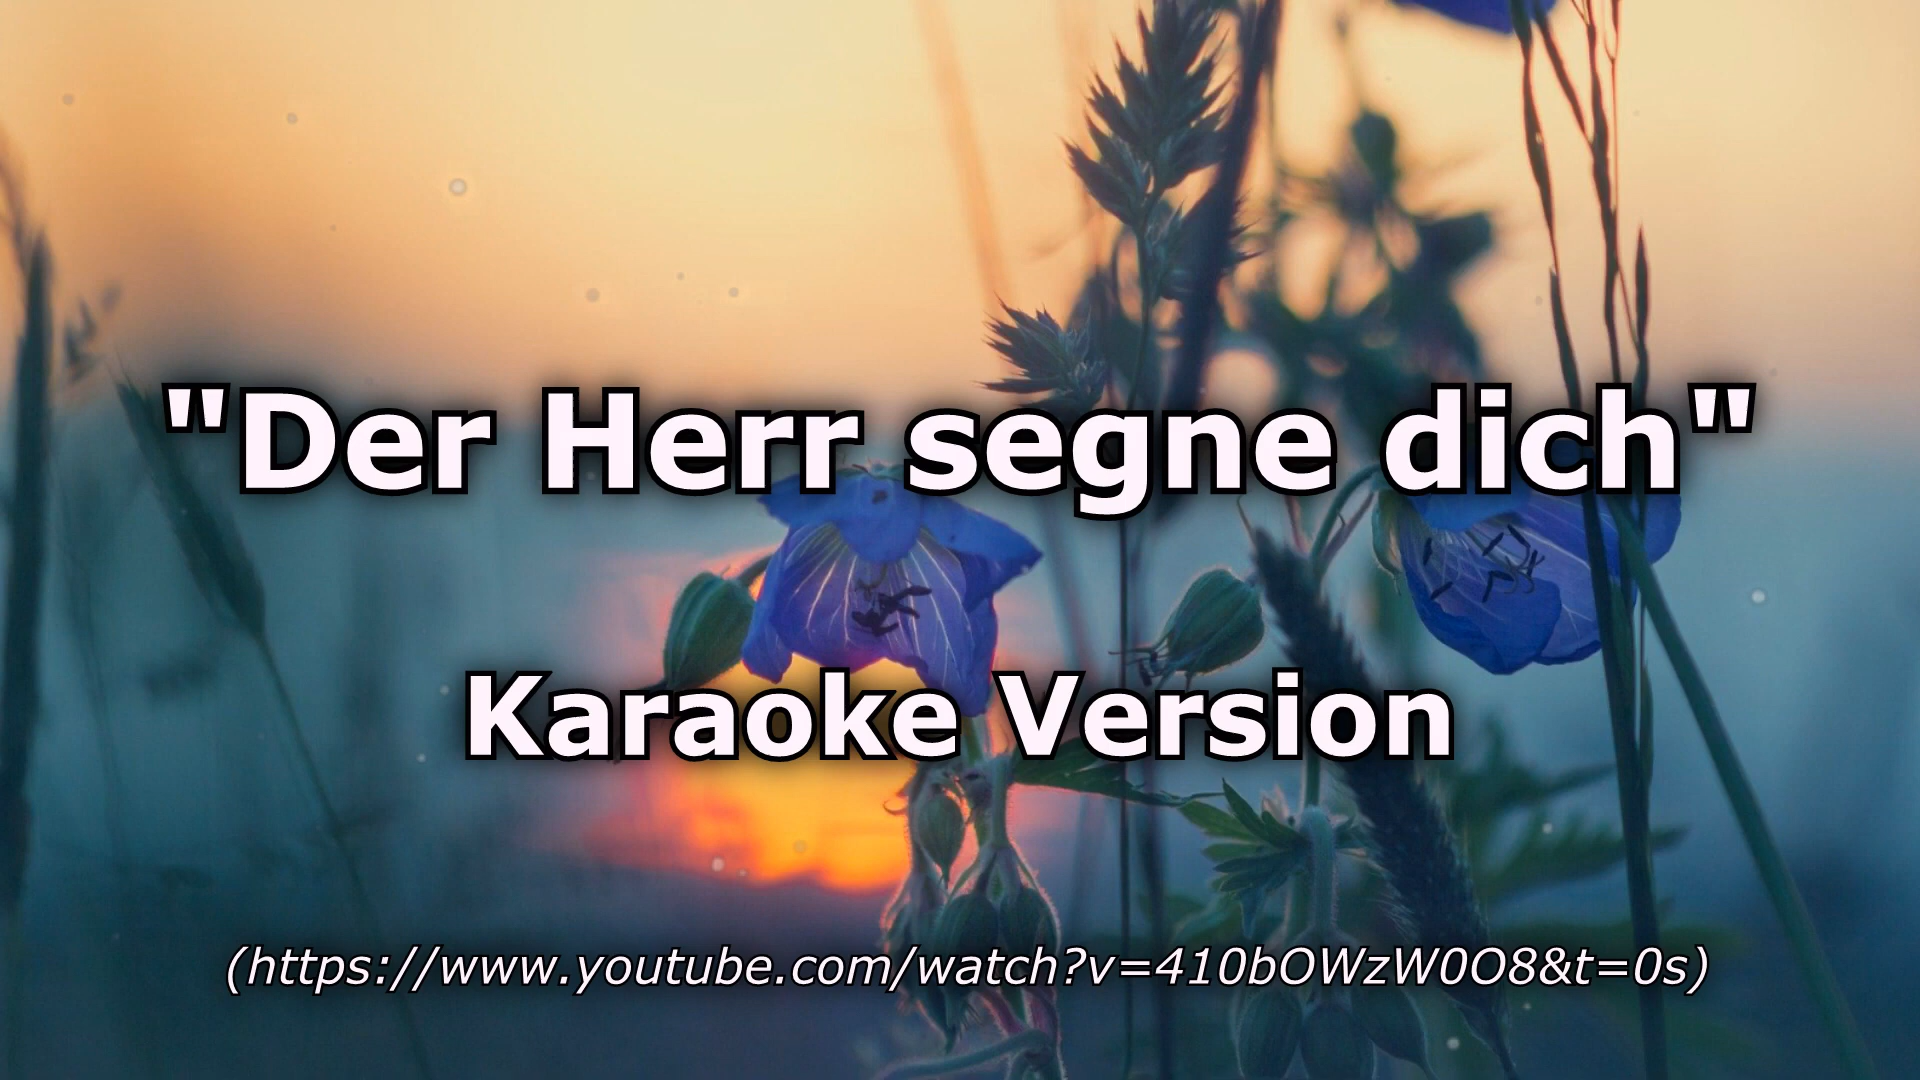 "Der Herr segne dich"
Karaoke Version
(https://www.youtube.com/watch?v=410bOWzW0O8&t=0s)